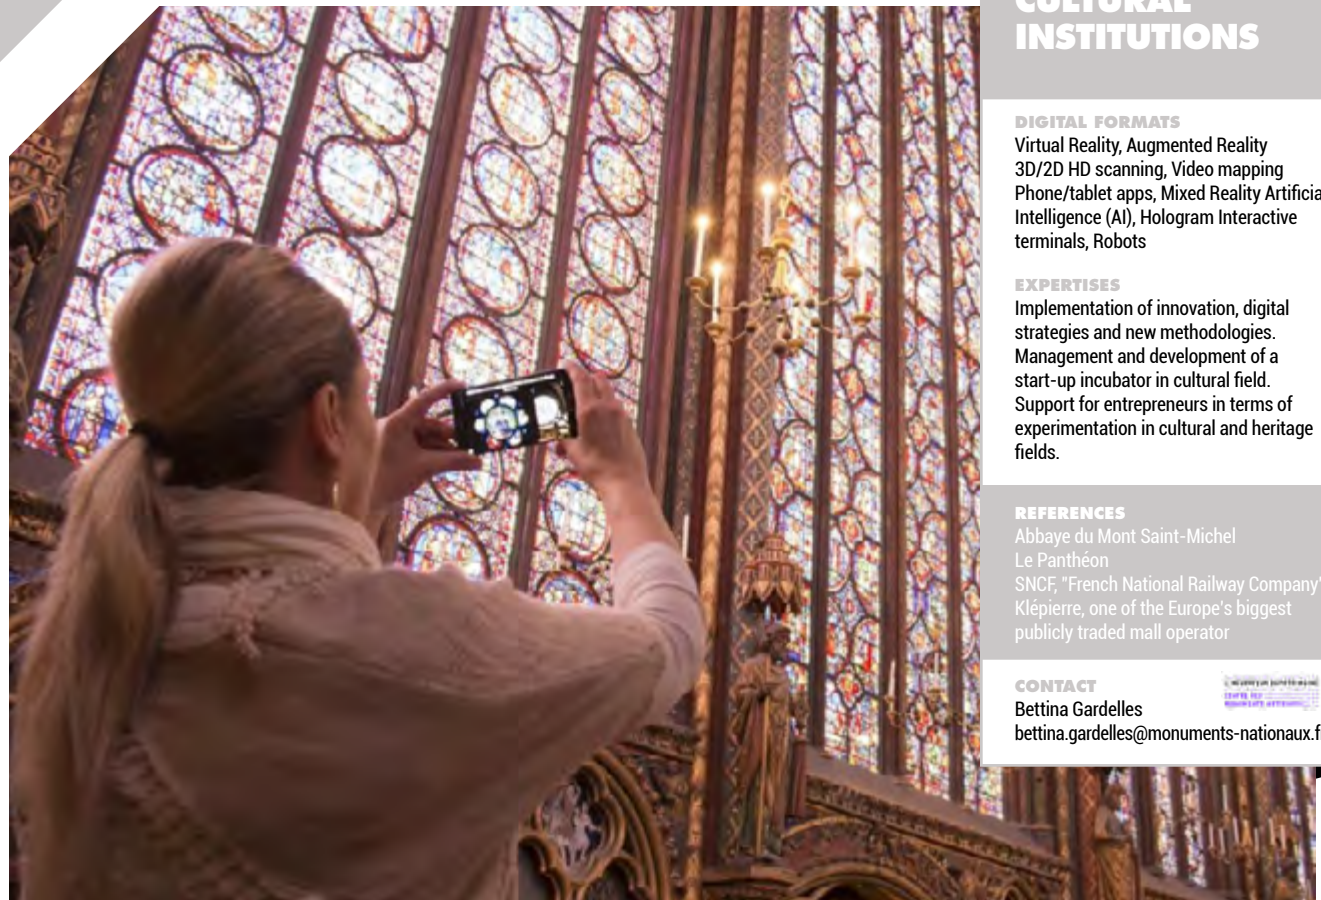 CULTURAL
INSTITUTIONS
DIGITAL FORMATS
Virtual Reality, Augmented Reality
3D/2D HD scanning, Video mapping
Phone/tablet apps, Mixed Reality Artificia
Intelligence (AI), Hologram Interactive
terminals, Robots
EXPERTISES
Implementation of innovation, digital
strategies and new methodologies.
Management and development of a
start-up incubator in cultural field.
Support for entrepreneurs in terms of
experimentation in cultural and heritage
fields.
REFERENCES
Abbaye du Mont Saint-Michel
Le Panthéon
SNCF, "French National Railway Company"
Klépierre, one of the Europe's biggest
publicly traded mall operator
CONTACT
Bettina Gardelles
bettina.gardelles@monuments-nationaux.f